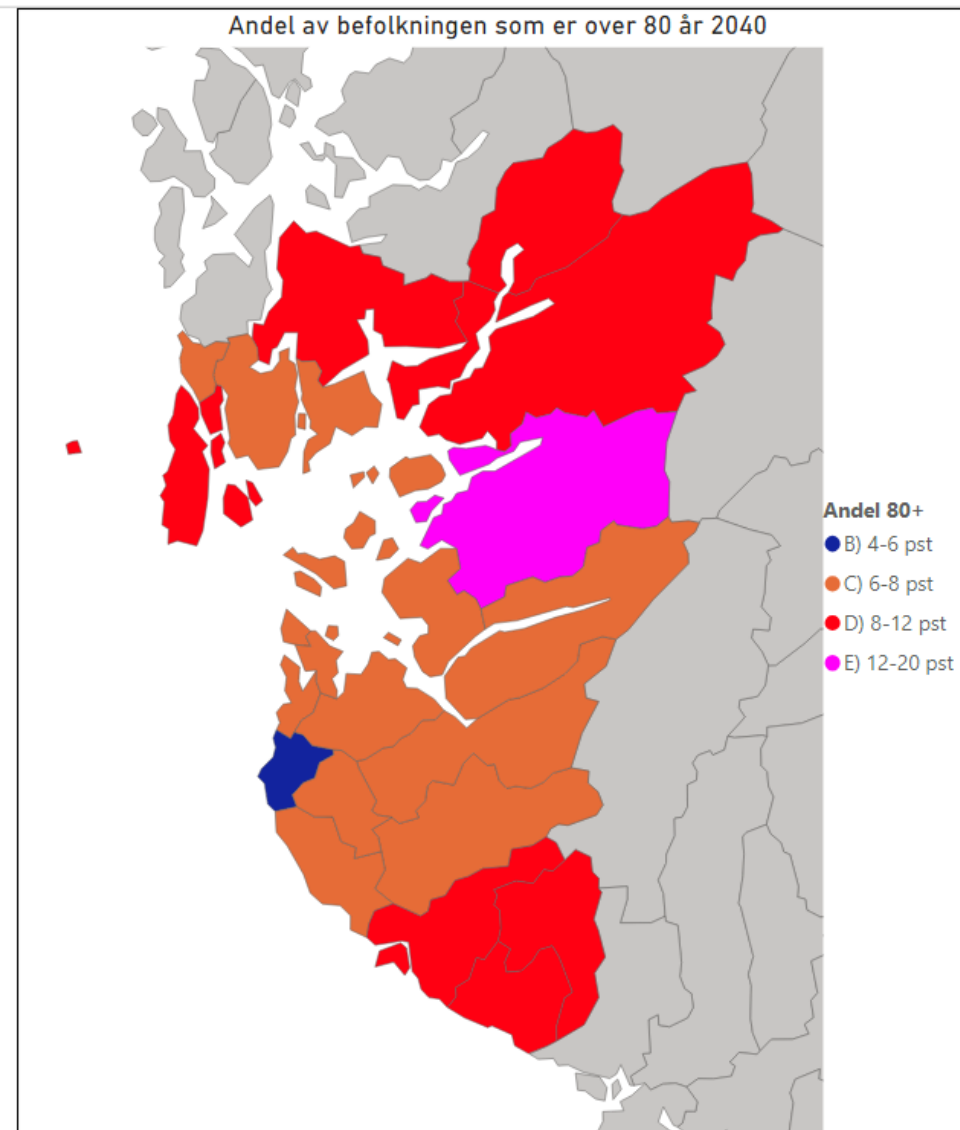 Andel av befolkningen som er over 80 år 2040
Andel 80+
B) 4-6 pst
C) 6-8 pst
D) 8-12 pst
E) 12-20 pst